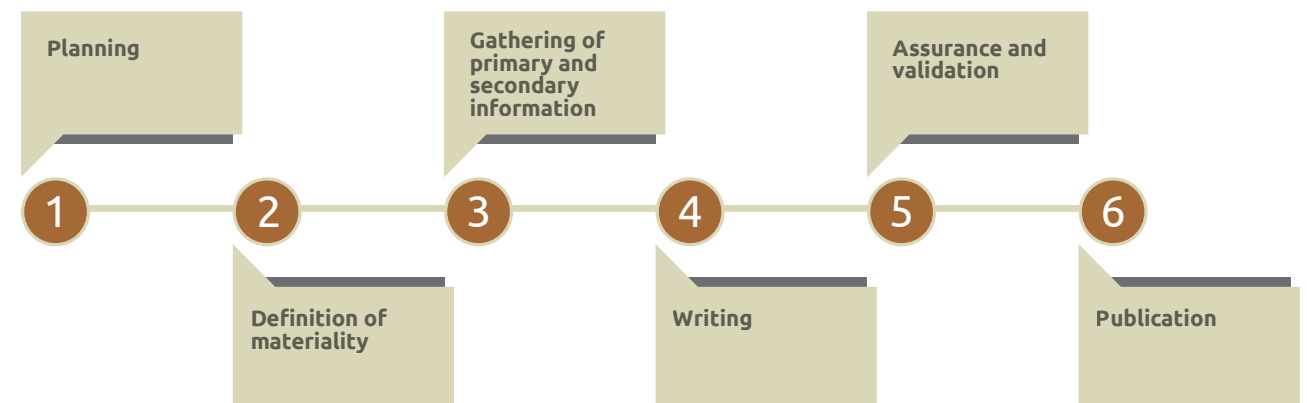 Planning
Gathering of
primary and
secondary
information
Assurance and
validation
1
2
3
4
5
6
Definition of
materiality
Writing
Publication